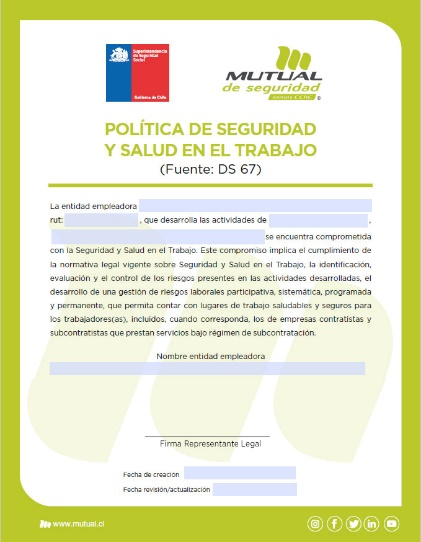 Superintendencia
de Seguridad
Social
Gobierno de Chile
MUTUAL
de seguridad
®
POLÍTICA DE SEGURIDAD
Y SALUD EN EL TRABAJO
(Fuente: DS 67)
La entidad empleadora
rut: , que desarrolla las actividades de ,
se encuentra comprometida
con la Seguridad y Salud en el Trabajo. Este compromiso implica el cumplimiento de
la normativa legal vigente sobre Seguridad y Salud en el Trabajo, la identificación,
evaluación y el control de los riesgos presentes en las actividades desarrolladas, el
desarrollo de una gestión de riesgos laborales participativa, sistemática, programada
y permanente, que permita contar con lugares de trabajo saludables y seguros para
los trabajadores(as), incluidos, cuando corresponda, los de empresas contratistas y
subcontratistas que prestan servicios bajo régimen de subcontratación.
Nombre entidad empleadora
Firma Representante Legal
Fecha de creación
Fecha revisión/actualización
www.mutual.cl